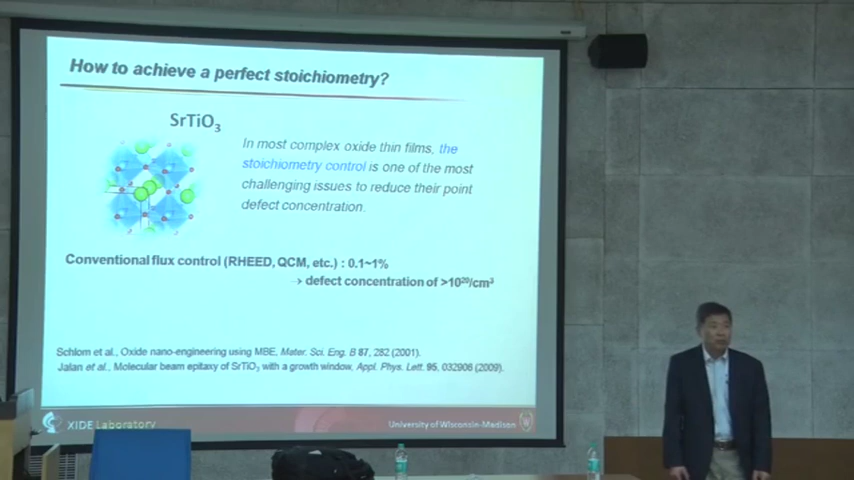 How to achieve a perfect stoichiometry?
SrTiO₃
In most complex oxide thin films, the
stoichiometry control is one of the most
challenging issues to reduce their point
defect concentration.
Conventional flux control (RHEED, QCM, etc.) : 0.1~1%
→ defect concentration of >10²⁰/cm³
Schlom et al., Oxide nano-engineering using MBE, Mater. Sci. Eng. B 87, 282 (2001).
Jalan et al., Molecular beam epitaxy of SrTiO₃ with a growth window, Appl. Phys. Lett. 95, 032906 (2009).
XIDE Laboratory
University of Wisconsin-Madison